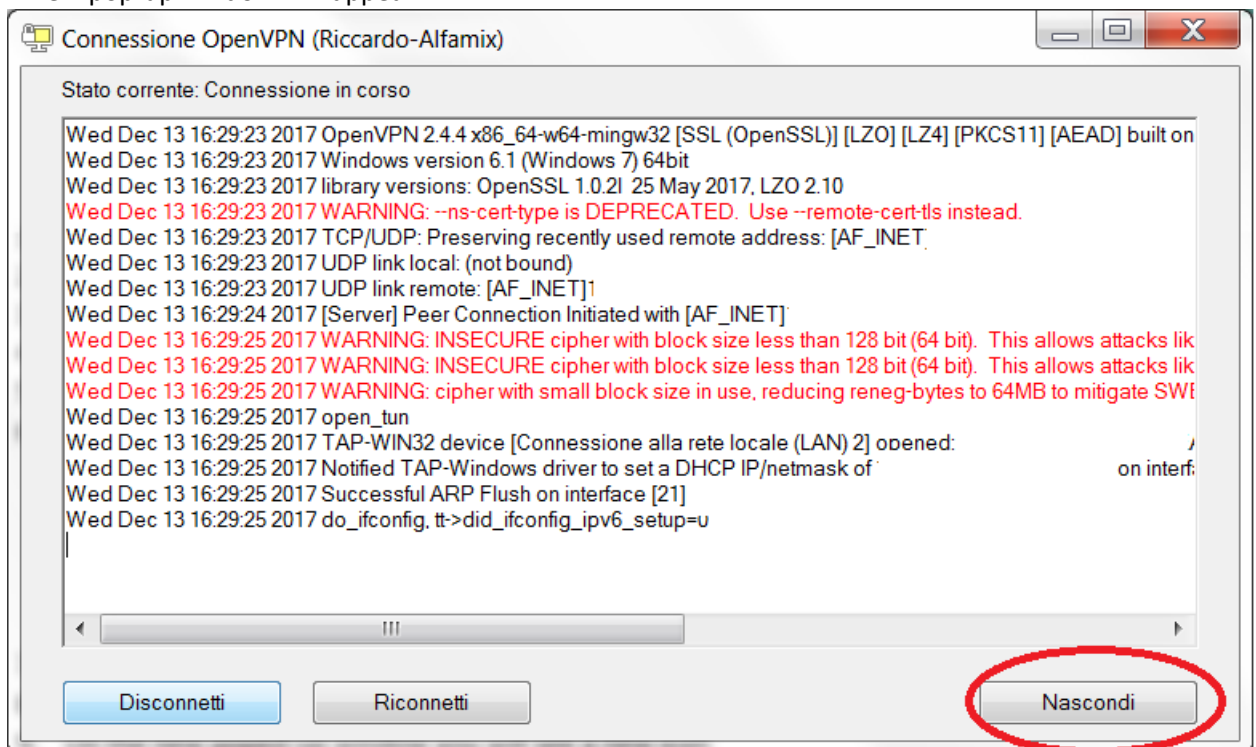 Connessione OpenVPN (Riccardo-Alfamix)
Stato corrente: Connessione in corso
Wed Dec 13 16:29:23 2017 OpenVPN 2.4.4 x86_64-w64-mingw32 [SSL (OpenSSL)] [LZO] [LZ4] [PKCS11] [AEAD] built on
Wed Dec 13 16:29:23 2017 Windows version 6.1 (Windows 7) 64bit
Wed Dec 13 16:29:23 2017 library versions: OpenSSL 1.0.2l 25 May 2017, LZO 2.10
Wed Dec 13 16:29:23 2017 WARNING: --ns-cert-type is DEPRECATED. Use --remote-cert-tls instead.
Wed Dec 13 16:29:23 2017 TCP/UDP: Preserving recently used remote address: [AF_INET
Wed Dec 13 16:29:23 2017 UDP link local: (not bound)
Wed Dec 13 16:29:23 2017 UDP link remote: [AF_INET]
Wed Dec 13 16:29:24 2017 [Server] Peer Connection Initiated with [AF_INET]
Wed Dec 13 16:29:25 2017 WARNING: INSECURE cipher with block size less than 128 bit (64 bit). This allows attacks lik
Wed Dec 13 16:29:25 2017 WARNING: INSECURE cipher with block size less than 128 bit (64 bit). This allows attacks lik
Wed Dec 13 16:29:25 2017 WARNING: cipher with small block size in use, reducing reneg-bytes to 64MB to mitigate SWE
Wed Dec 13 16:29:25 2017 open_tun
Wed Dec 13 16:29:25 2017 TAP-WIN32 device [Connessione alla rete locale (LAN) 2] opened:
Wed Dec 13 16:29:25 2017 Notified TAP-Windows driver to set a DHCP IP/netmask of on interf
Wed Dec 13 16:29:25 2017 Successful ARP Flush on interface [21]
Wed Dec 13 16:29:25 2017 do_ifconfig, tt->did_ifconfig_ipv6_setup=0
Disconnetti Riconnetti Nascondi